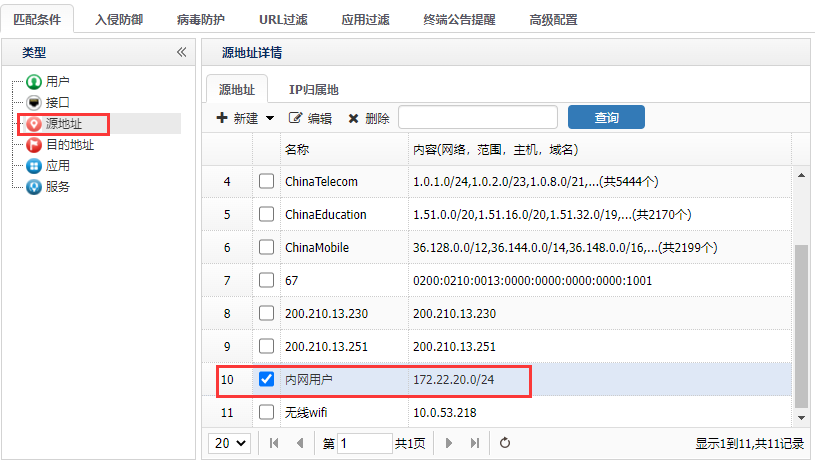 匹配条件 入侵防御 病毒防护 URL过滤 应用过滤 终端公告提醒 高级配置
类型
用户
接口
源地址
目的地址
应用
服务
源地址详情
源地址 IP归属地
新建 编辑 删除 查询
名称 内容(网络，范围，主机，域名)
4 ChinaTelecom 1.0.1.0/24,1.0.2.0/23,1.0.8.0/21,...(共5444个)
5 ChinaEducation 1.51.0.0/20,1.51.16.0/20,1.51.32.0/19,...(共2170个)
6 ChinaMobile 36.128.0.0/12,36.144.0.0/14,36.148.0.0/16,...(共2199个)
7 67 0200:0210:0013:0000:0000:0000:0000:1001
8 200.210.13.230 200.210.13.230
9 200.210.13.251 200.210.13.251
10 内网用户 172.22.20.0/24
11 无线wifi 10.0.53.218
20 第 1 共1页 显示1到11,共11记录